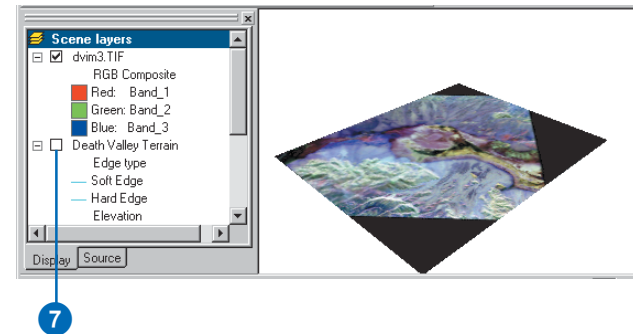 Scene layers
dvim3.TIF
RGB Composite
Red: Band_1
Green: Band_2
Blue: Band_3
Death Valley Terrain
Edge type
Soft Edge
Hard Edge
Elevation
Display Source
7